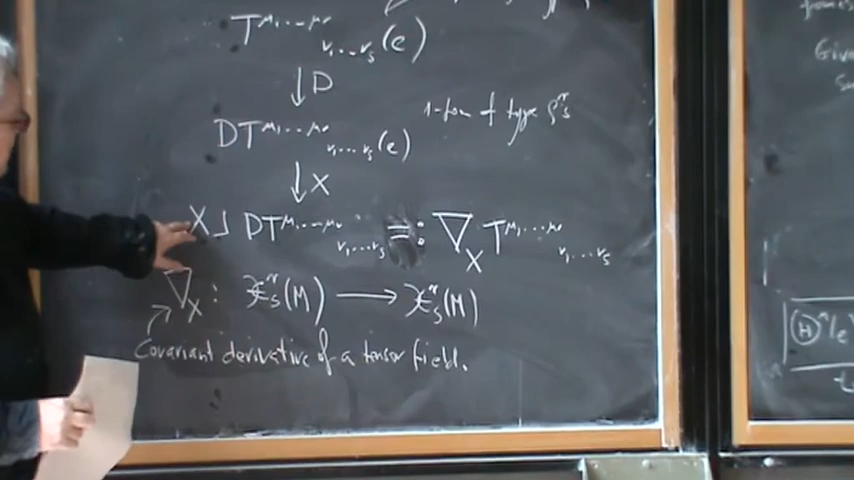 T^{μ₁...μᵣ}_{ν₁...νₛ}(e)
↓ D
DT^{μ₁...μᵣ}_{ν₁...νₛ}(e) 1-form of type ρ^r_s
↓ X
X ⌟ DT^{μ₁...μᵣ}_{ν₁...νₛ} =: ∇_X T^{μ₁...μᵣ}_{ν₁...νₛ}
∇_X : 𝔛^r_s(M) → 𝔛^r_s(M)
Covariant derivative of a tensor field.
Give